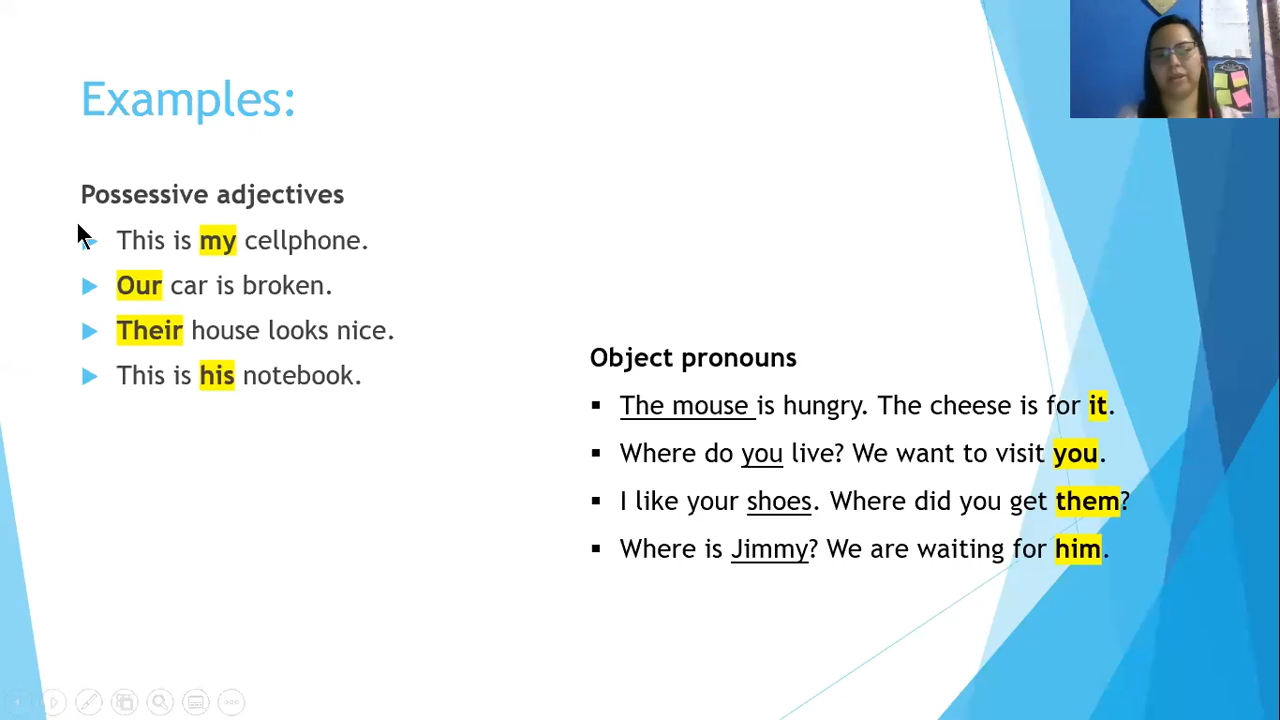 Examples:
Possessive adjectives
This is my cellphone.
Our car is broken.
Their house looks nice.
This is his notebook.
Object pronouns
The mouse is hungry. The cheese is for it.
Where do you live? We want to visit you.
I like your shoes. Where did you get them?
Where is Jimmy? We are waiting for him.